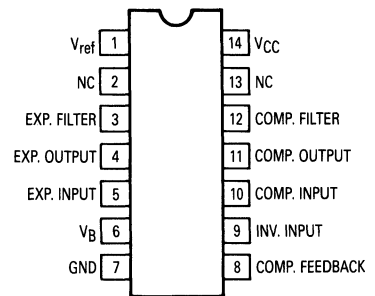 Vref 1 14 VCC
NC 2 13 NC
EXP. FILTER 3 12 COMP. FILTER
EXP. OUTPUT 4 11 COMP. OUTPUT
EXP. INPUT 5 10 COMP. INPUT
VB 6 9 INV. INPUT
GND 7 8 COMP. FEEDBACK